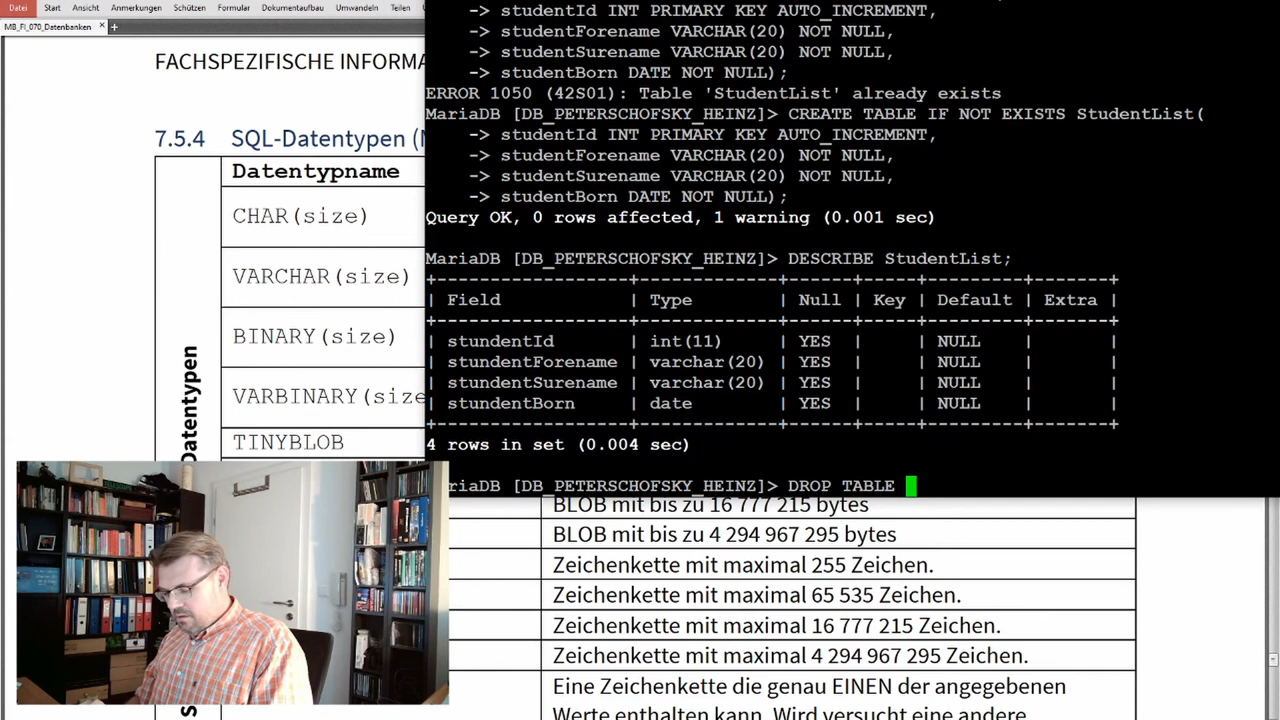 Datei Start Ansicht Anmerkungen Schützen Formular Dokumentaufbau Umwandeln Teilen
MB_FI_070_Datenbanken × +
FACHSPEZIFISCHE INFORMA
7.5.4 SQL-Datentypen (
Datentypname
CHAR(size)
VARCHAR(size)
BINARY(size)
VARBINARY(size
TINYBLOB
Datentypen
-> studentId INT PRIMARY KEY AUTO_INCREMENT,
-> studentForename VARCHAR(20) NOT NULL,
-> studentSurename VARCHAR(20) NOT NULL,
-> studentBorn DATE NOT NULL);
ERROR 1050 (42S01): Table 'StudentList' already exists
MariaDB [DB_PETERSCHOFSKY_HEINZ]> CREATE TABLE IF NOT EXISTS StudentList(
-> studentId INT PRIMARY KEY AUTO_INCREMENT,
-> studentForename VARCHAR(20) NOT NULL,
-> studentSurename VARCHAR(20) NOT NULL,
-> studentBorn DATE NOT NULL);
Query OK, 0 rows affected, 1 warning (0.001 sec)
MariaDB [DB_PETERSCHOFSKY_HEINZ]> DESCRIBE StudentList;
+-----------------+-------------+------+-----+---------+-------+
| Field | Type | Null | Key | Default | Extra |
+-----------------+-------------+------+-----+---------+-------+
| stundentId | int(11) | YES | | NULL | |
| stundentForename | varchar(20) | YES | | NULL | |
| stundentSurename | varchar(20) | YES | | NULL | |
| stundentBorn | date | YES | | NULL | |
+-----------------+-------------+------+-----+---------+-------+
4 rows in set (0.004 sec)
riaDB [DB_PETERSCHOFSKY_HEINZ]> DROP TABLE
BLOB mit bis zu 16 777 215 bytes
BLOB mit bis zu 4 294 967 295 bytes
Zeichenkette mit maximal 255 Zeichen.
Zeichenkette mit maximal 65 535 Zeichen.
Zeichenkette mit maximal 16 777 215 Zeichen.
Zeichenkette mit maximal 4 294 967 295 Zeichen.
Eine Zeichenkette die genau EINEN der angegebenen
Werte enthalten kann. Wird versucht eine andere